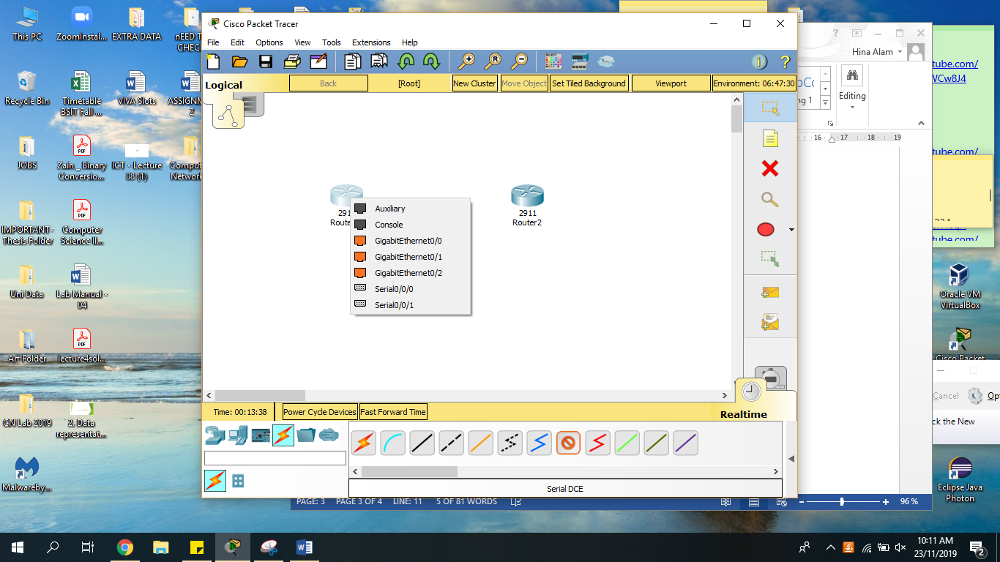 This PC
ZoomInstal...
EXTRA DATA
nEED T
CHEC
Recycle Bin
Timetable
BSIT Fall ...
VIVA Slots
ASSIGNM
2
JOBS
Zain _ Binary
Conversio...
ICT - Lecture
08 (1)
Comput
Network
IMPORTANT -
Thesis Folder
Computer
Science II...
Uni Data
Lab Manual -
04
Art Folder
lecture4sol...
CN Lab 2019
2. Data
representat...
Malwareby...
Cisco Packet Tracer
File Edit Options View Tools Extensions Help
Logical
Back
[Root]
New Cluster
Move Object
Set Tiled Background
Viewport
Environment: 06:47:30
SELECT
291
Route
2911
Router2
Auxiliary
Console
GigabitEthernet0/0
GigabitEthernet0/1
GigabitEthernet0/2
Serial0/0/0
Serial0/0/1
Time: 00:13:38
Power Cycle Devices
Fast Forward Time
Realtime
Serial DCE
Hina Alam
ng 1
Editing
16 17 18 19
tube.com/
WCw8J4
tube.com/
tube.com/
Oracle VM
VirtualBox
Cisco Packet
Cancel
Opt
ck the New
Eclipse Java
Photon
PAGE: 3 PAGE 3 OF 4 LINE: 11 5 OF 81 WORDS
96 %
10:11 AM
23/11/2019
2